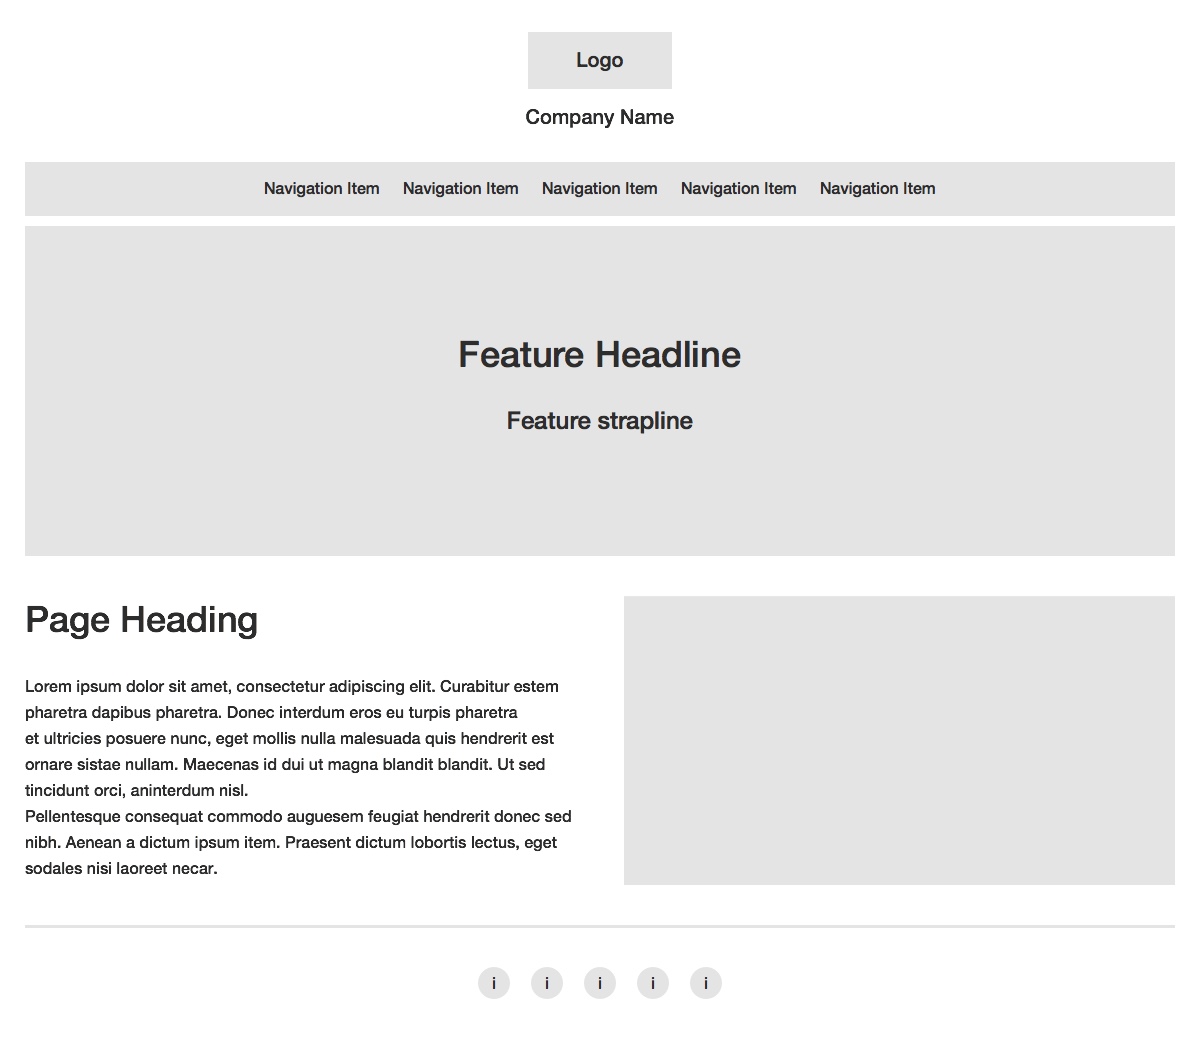 Logo
Company Name
Navigation Item Navigation Item Navigation Item Navigation Item Navigation Item
Feature Headline
Feature strapline
Page Heading
Lorem ipsum dolor sit amet, consectetur adipiscing elit. Curabitur estem
pharetra dapibus pharetra. Donec interdum eros eu turpis pharetra
et ultricies posuere nunc, eget mollis nulla malesuada quis hendrerit est
ornare sistae nullam. Maecenas id dui ut magna blandit blandit. Ut sed
tincidunt orci, aninterdum nisl.
Pellentesque consequat commodo auguesem feugiat hendrerit donec sed
nibh. Aenean a dictum ipsum item. Praesent dictum lobortis lectus, eget
sodales nisi laoreet necar.
i i i i i